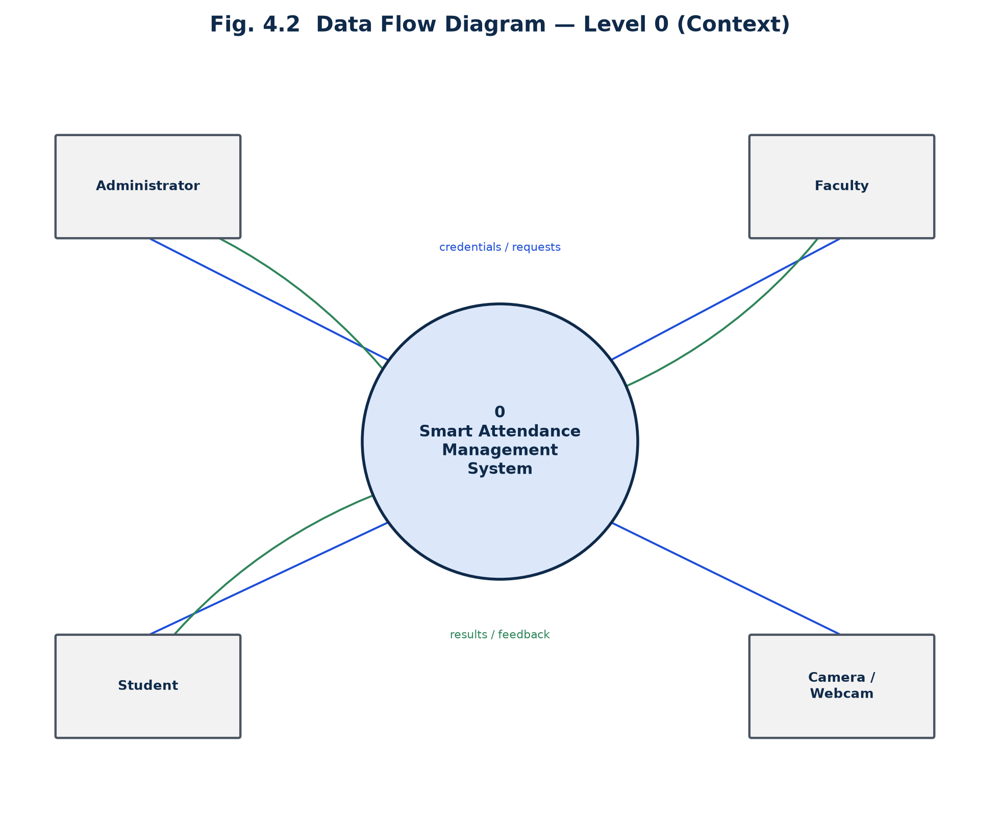 Fig. 4.2  Data Flow Diagram — Level 0 (Context)
Administrator
Faculty
credentials / requests
0
Smart Attendance
Management
System
results / feedback
Student
Camera /
Webcam